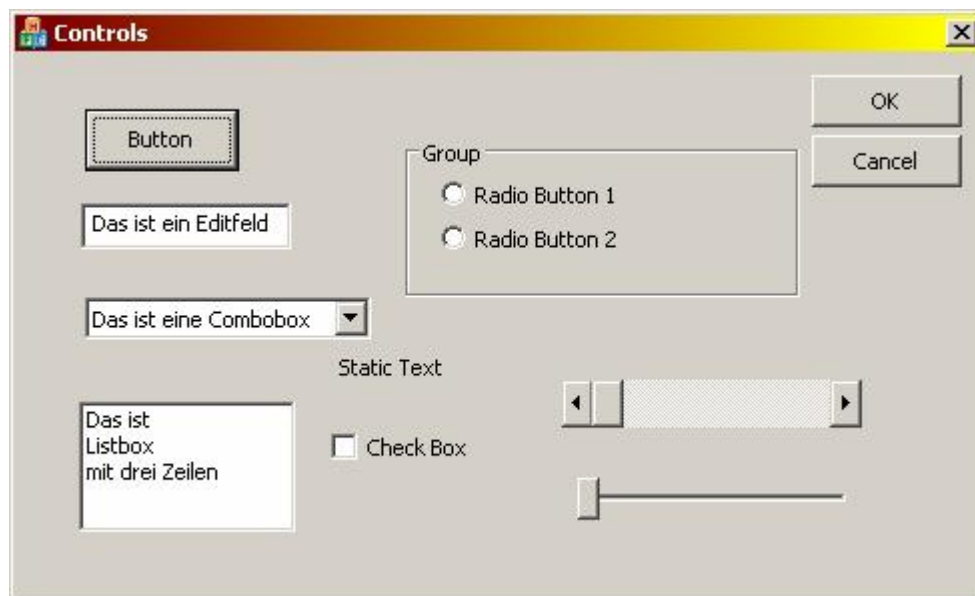 Controls
OK
Button
Group
Cancel
Radio Button 1
Das ist ein Editfeld
Radio Button 2
Das ist eine Combobox
Static Text
Das ist
Listbox
mit drei Zeilen
Check Box